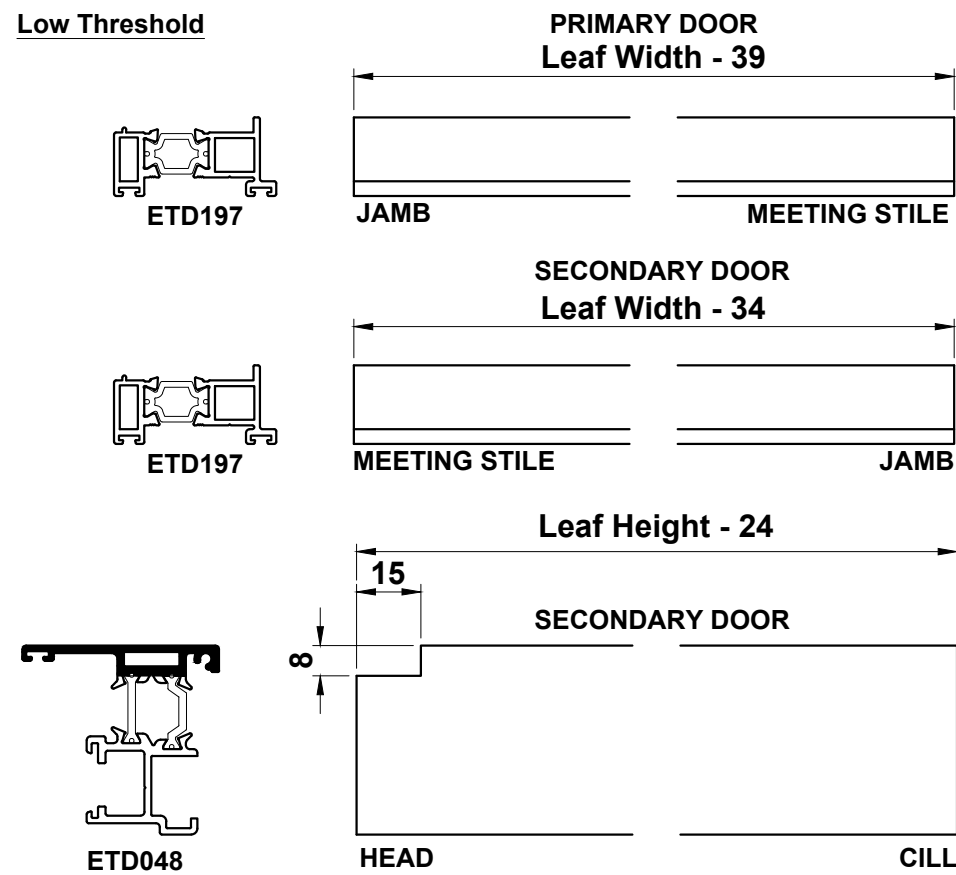 Low Threshold
PRIMARY DOOR
Leaf Width - 39
ETD197
JAMB
MEETING STILE
SECONDARY DOOR
Leaf Width - 34
ETD197
MEETING STILE
JAMB
Leaf Height - 24
15
SECONDARY DOOR
8
ETD048
HEAD
CILL